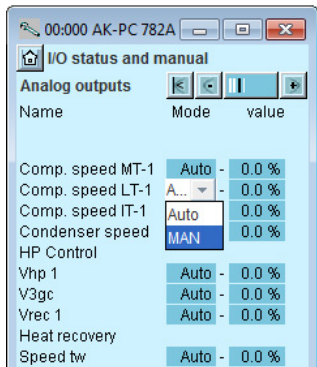 00:000 AK-PC 782A
I/O status and manual
Analog outputs
Name Mode value
Comp. speed MT-1 Auto - 0.0 %
Comp. speed LT-1 A... - 0.0 %
Comp. speed IT-1 Auto 0.0 %
Condenser speed MAN 0.0 %
HP Control
Vhp 1 Auto - 0.0 %
V3gc Auto - 0.0 %
Vrec 1 Auto - 0.0 %
Heat recovery
Speed tw Auto - 0.0 %